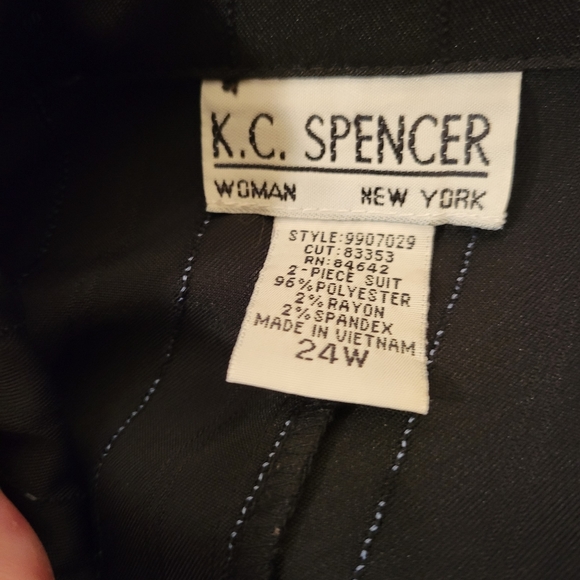 K.C. SPENCER
WOMAN NEW YORK
STYLE:9907029
CUT:83353
RN:84642
2-PIECE SUIT
96%POLYESTER
2%RAYON
2%SPANDEX
MADE IN VIETNAM
24W